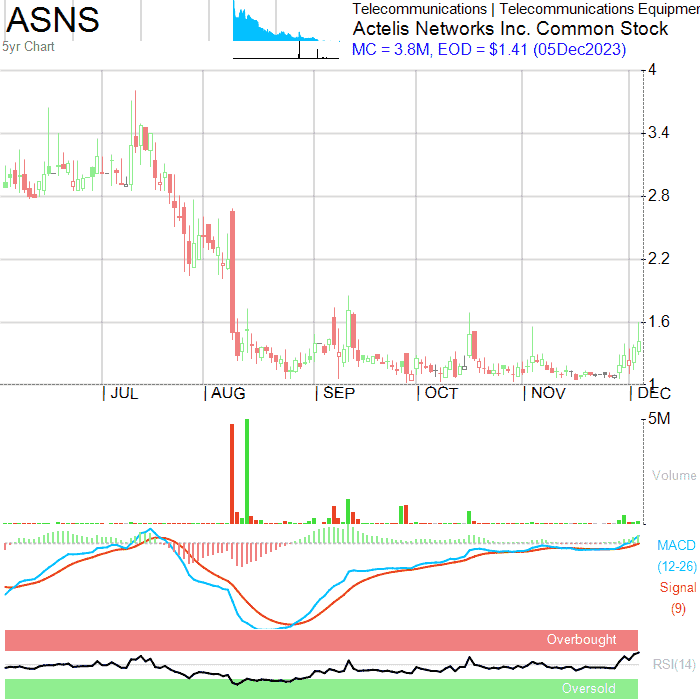 ASNS
5yr Chart
Telecommunications | Telecommunications Equipmen
Actelis Networks Inc. Common Stock
MC = 3.8M, EOD = $1.41 (05Dec2023)
4
3.4
2.8
2.2
1.6
1
JUL
AUG
SEP
OCT
NOV
DEC
5M
Volume
MACD
(12-26)
Signal
(9)
Overbought
RSI(14)
Oversold